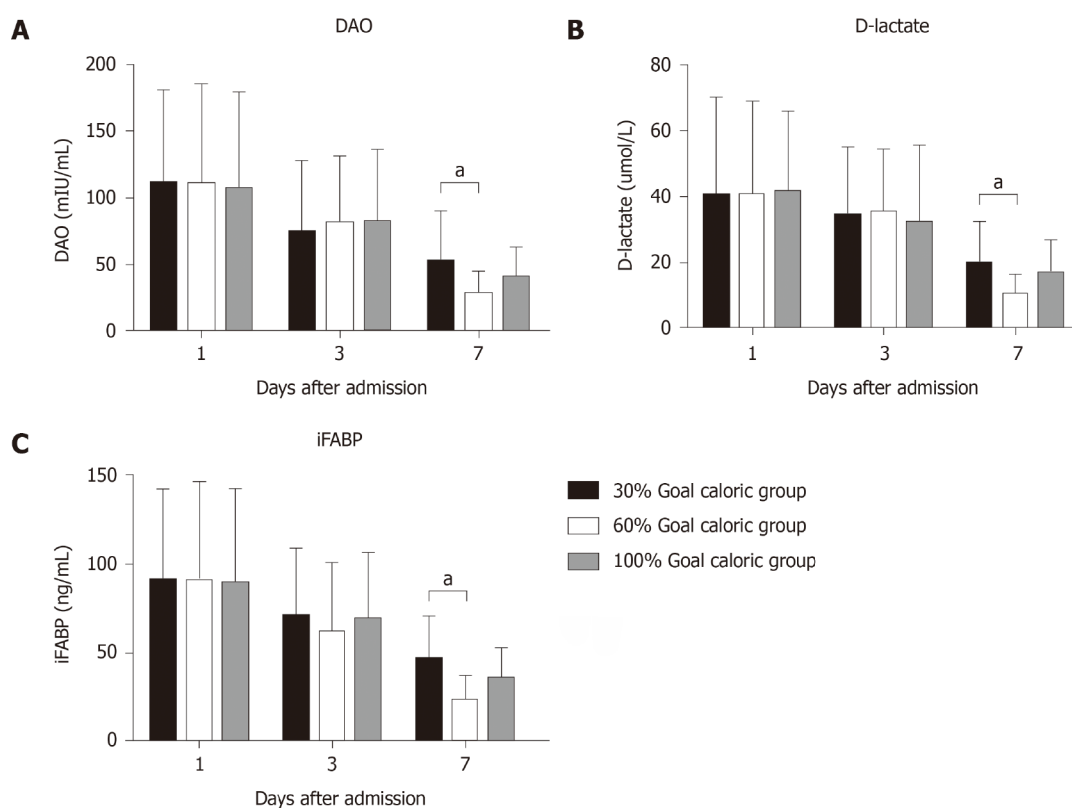 A
DAO
DAO (mIU/mL)
200
150
100
50
0
a
1
3
7
Days after admission
B
D-lactate
D-lactate (umol/L)
80
60
40
20
0
a
1
3
7
Days after admission
C
iFABP
iFABP (ng/mL)
150
100
50
0
a
1
3
7
Days after admission
30% Goal caloric group
60% Goal caloric group
100% Goal caloric group